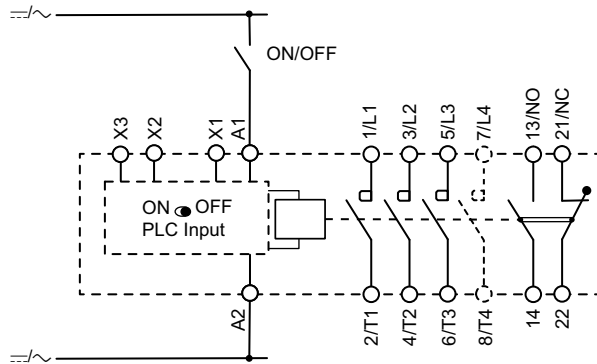 ⎓/~
ON/OFF
X3
X2
X1
A1
1/L1
3/L2
5/L3
7/L4
13/NO
21/NC
ON OFF
PLC Input
A2
2/T1
4/T2
6/T3
8/T4
14
22
⎓/~